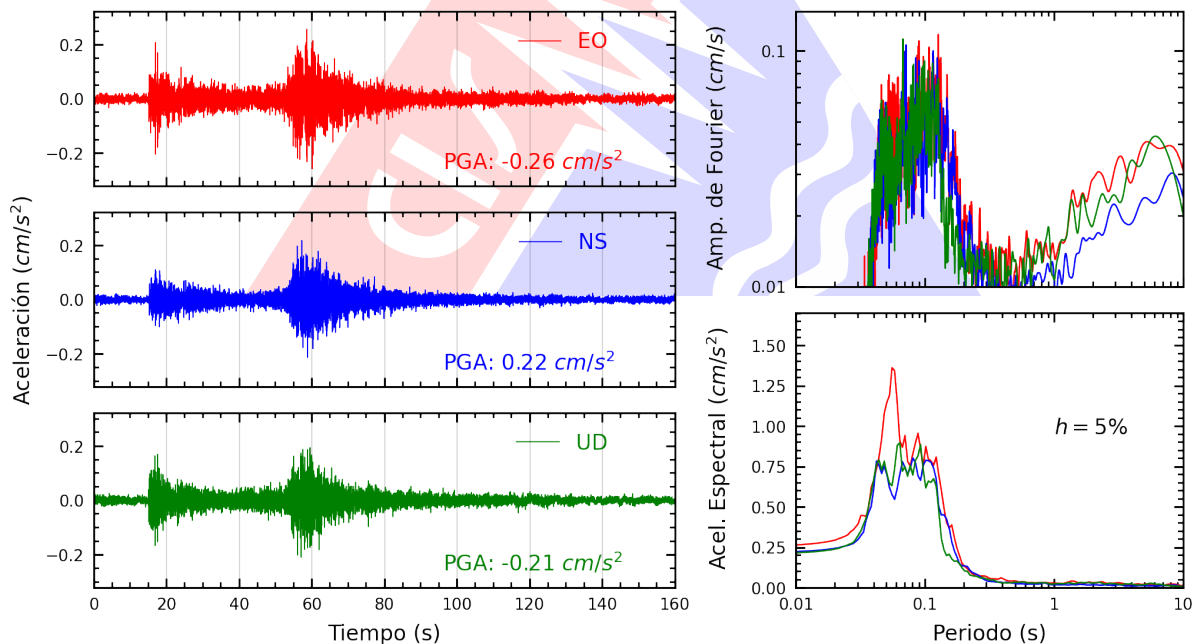 EO
0.2
0.0
−0.2
PGA: -0.26 cm/s²
NS
0.2
0.0
−0.2
PGA: 0.22 cm/s²
UD
0.2
0.0
−0.2
PGA: -0.21 cm/s²
0 20 40 60 80 100 120 140 160
Tiempo (s)
Aceleración (cm/s²)
Amp. de Fourier (cm/s)
0.1
0.01
Acel. Espectral (cm/s²)
1.50
1.25
1.00
0.75
0.50
0.25
0.00
h = 5%
0.01 0.1 1 10
Periodo (s)